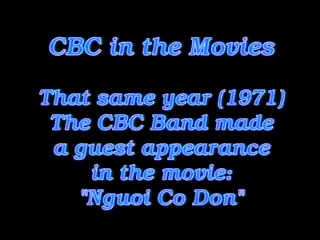 CBC in the Movies
That same year (1971)
The CBC Band made
a guest appearance
in the movie:
"Nguoi Co Don"